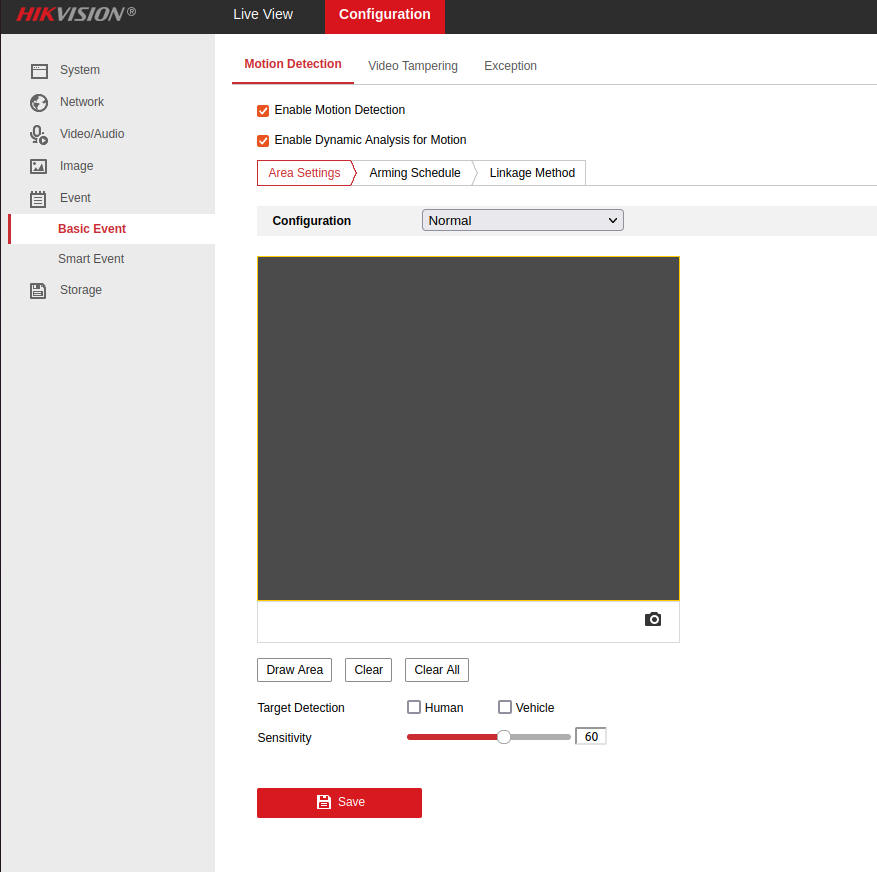 HIKVISION®
Live View
Configuration
System
Network
Video/Audio
Image
Event
Basic Event
Smart Event
Storage
Motion Detection
Video Tampering
Exception
Enable Motion Detection
Enable Dynamic Analysis for Motion
Area Settings
Arming Schedule
Linkage Method
Configuration
Normal
Draw Area
Clear
Clear All
Target Detection
Human
Vehicle
Sensitivity
60
Save